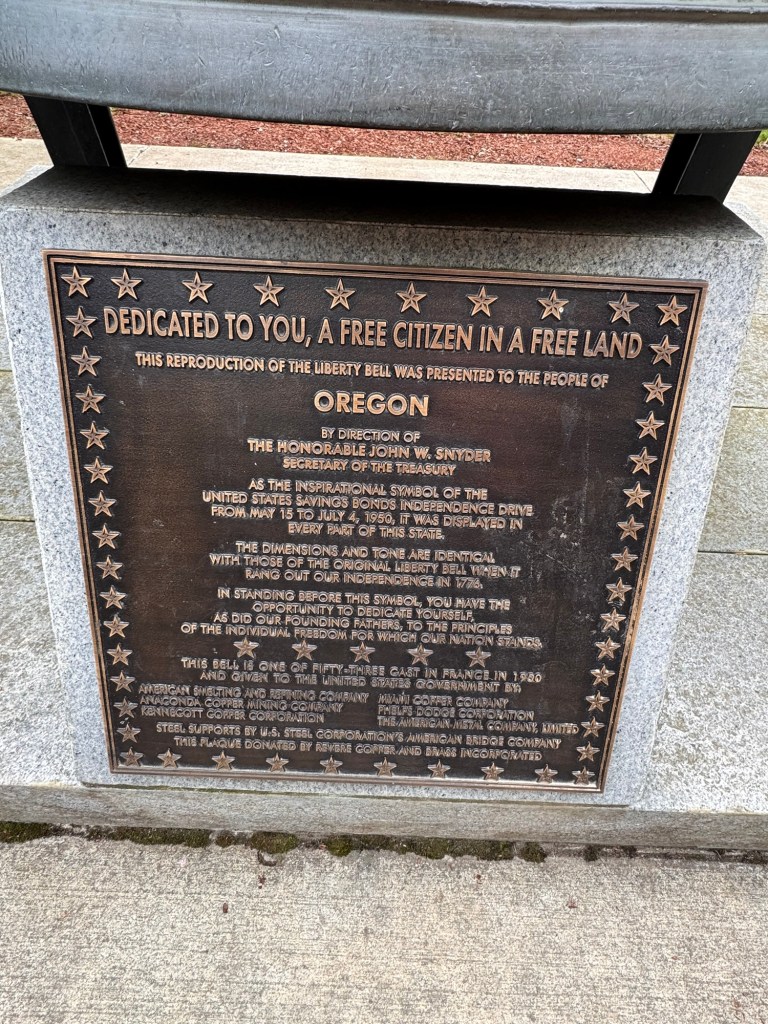 DEDICATED TO YOU, A FREE CITIZEN IN A FREE LAND
THIS REPRODUCTION OF THE LIBERTY BELL WAS PRESENTED TO THE PEOPLE OF
OREGON
BY DIRECTION OF
THE HONORABLE JOHN W. SNYDER
SECRETARY OF THE TREASURY
AS THE INSPIRATIONAL SYMBOL OF THE
UNITED STATES SAVINGS BONDS INDEPENDENCE DRIVE
FROM MAY 15 TO JULY 4, 1950, IT WAS DISPLAYED IN
EVERY PART OF THIS STATE.
THE DIMENSIONS AND TONE ARE IDENTICAL
WITH THOSE OF THE ORIGINAL LIBERTY BELL WHEN IT
RANG OUT OUR INDEPENDENCE IN 1776.
IN STANDING BEFORE THIS SYMBOL, YOU HAVE THE
OPPORTUNITY TO DEDICATE YOURSELF,
AS DID OUR FOUNDING FATHERS, TO THE PRINCIPLES
OF THE INDIVIDUAL FREEDOM FOR WHICH OUR NATION STANDS.
THIS BELL IS ONE OF FIFTY-THREE CAST IN FRANCE IN 1950
AND GIVEN TO THE UNITED STATES GOVERNMENT BY:
AMERICAN SMELTING AND REFINING COMPANY
ANACONDA COPPER MINING COMPANY
KENNECOTT COPPER CORPORATION
MIAMI COPPER COMPANY
PHELPS DODGE CORPORATION
THE AMERICAN METAL COMPANY, LIMITED
STEEL SUPPORTS BY U.S. STEEL CORPORATION'S AMERICAN BRIDGE COMPANY
THIS PLAQUE DONATED BY REVERE COPPER AND BRASS INCORPORATED